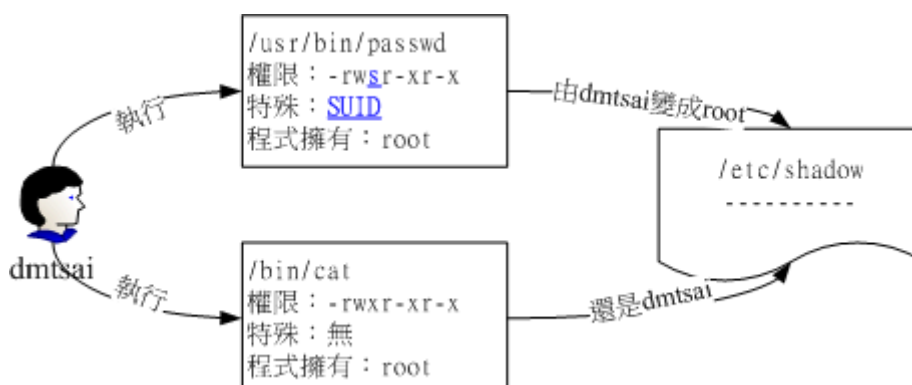 /usr/bin/passwd
權限：-rwsr-xr-x
特殊：SUID
程式擁有：root
執行
由dmtsai變成root
/etc/shadow
----------
dmtsai
執行
/bin/cat
權限：-rwxr-xr-x
特殊：無
程式擁有：root
還是dmtsai